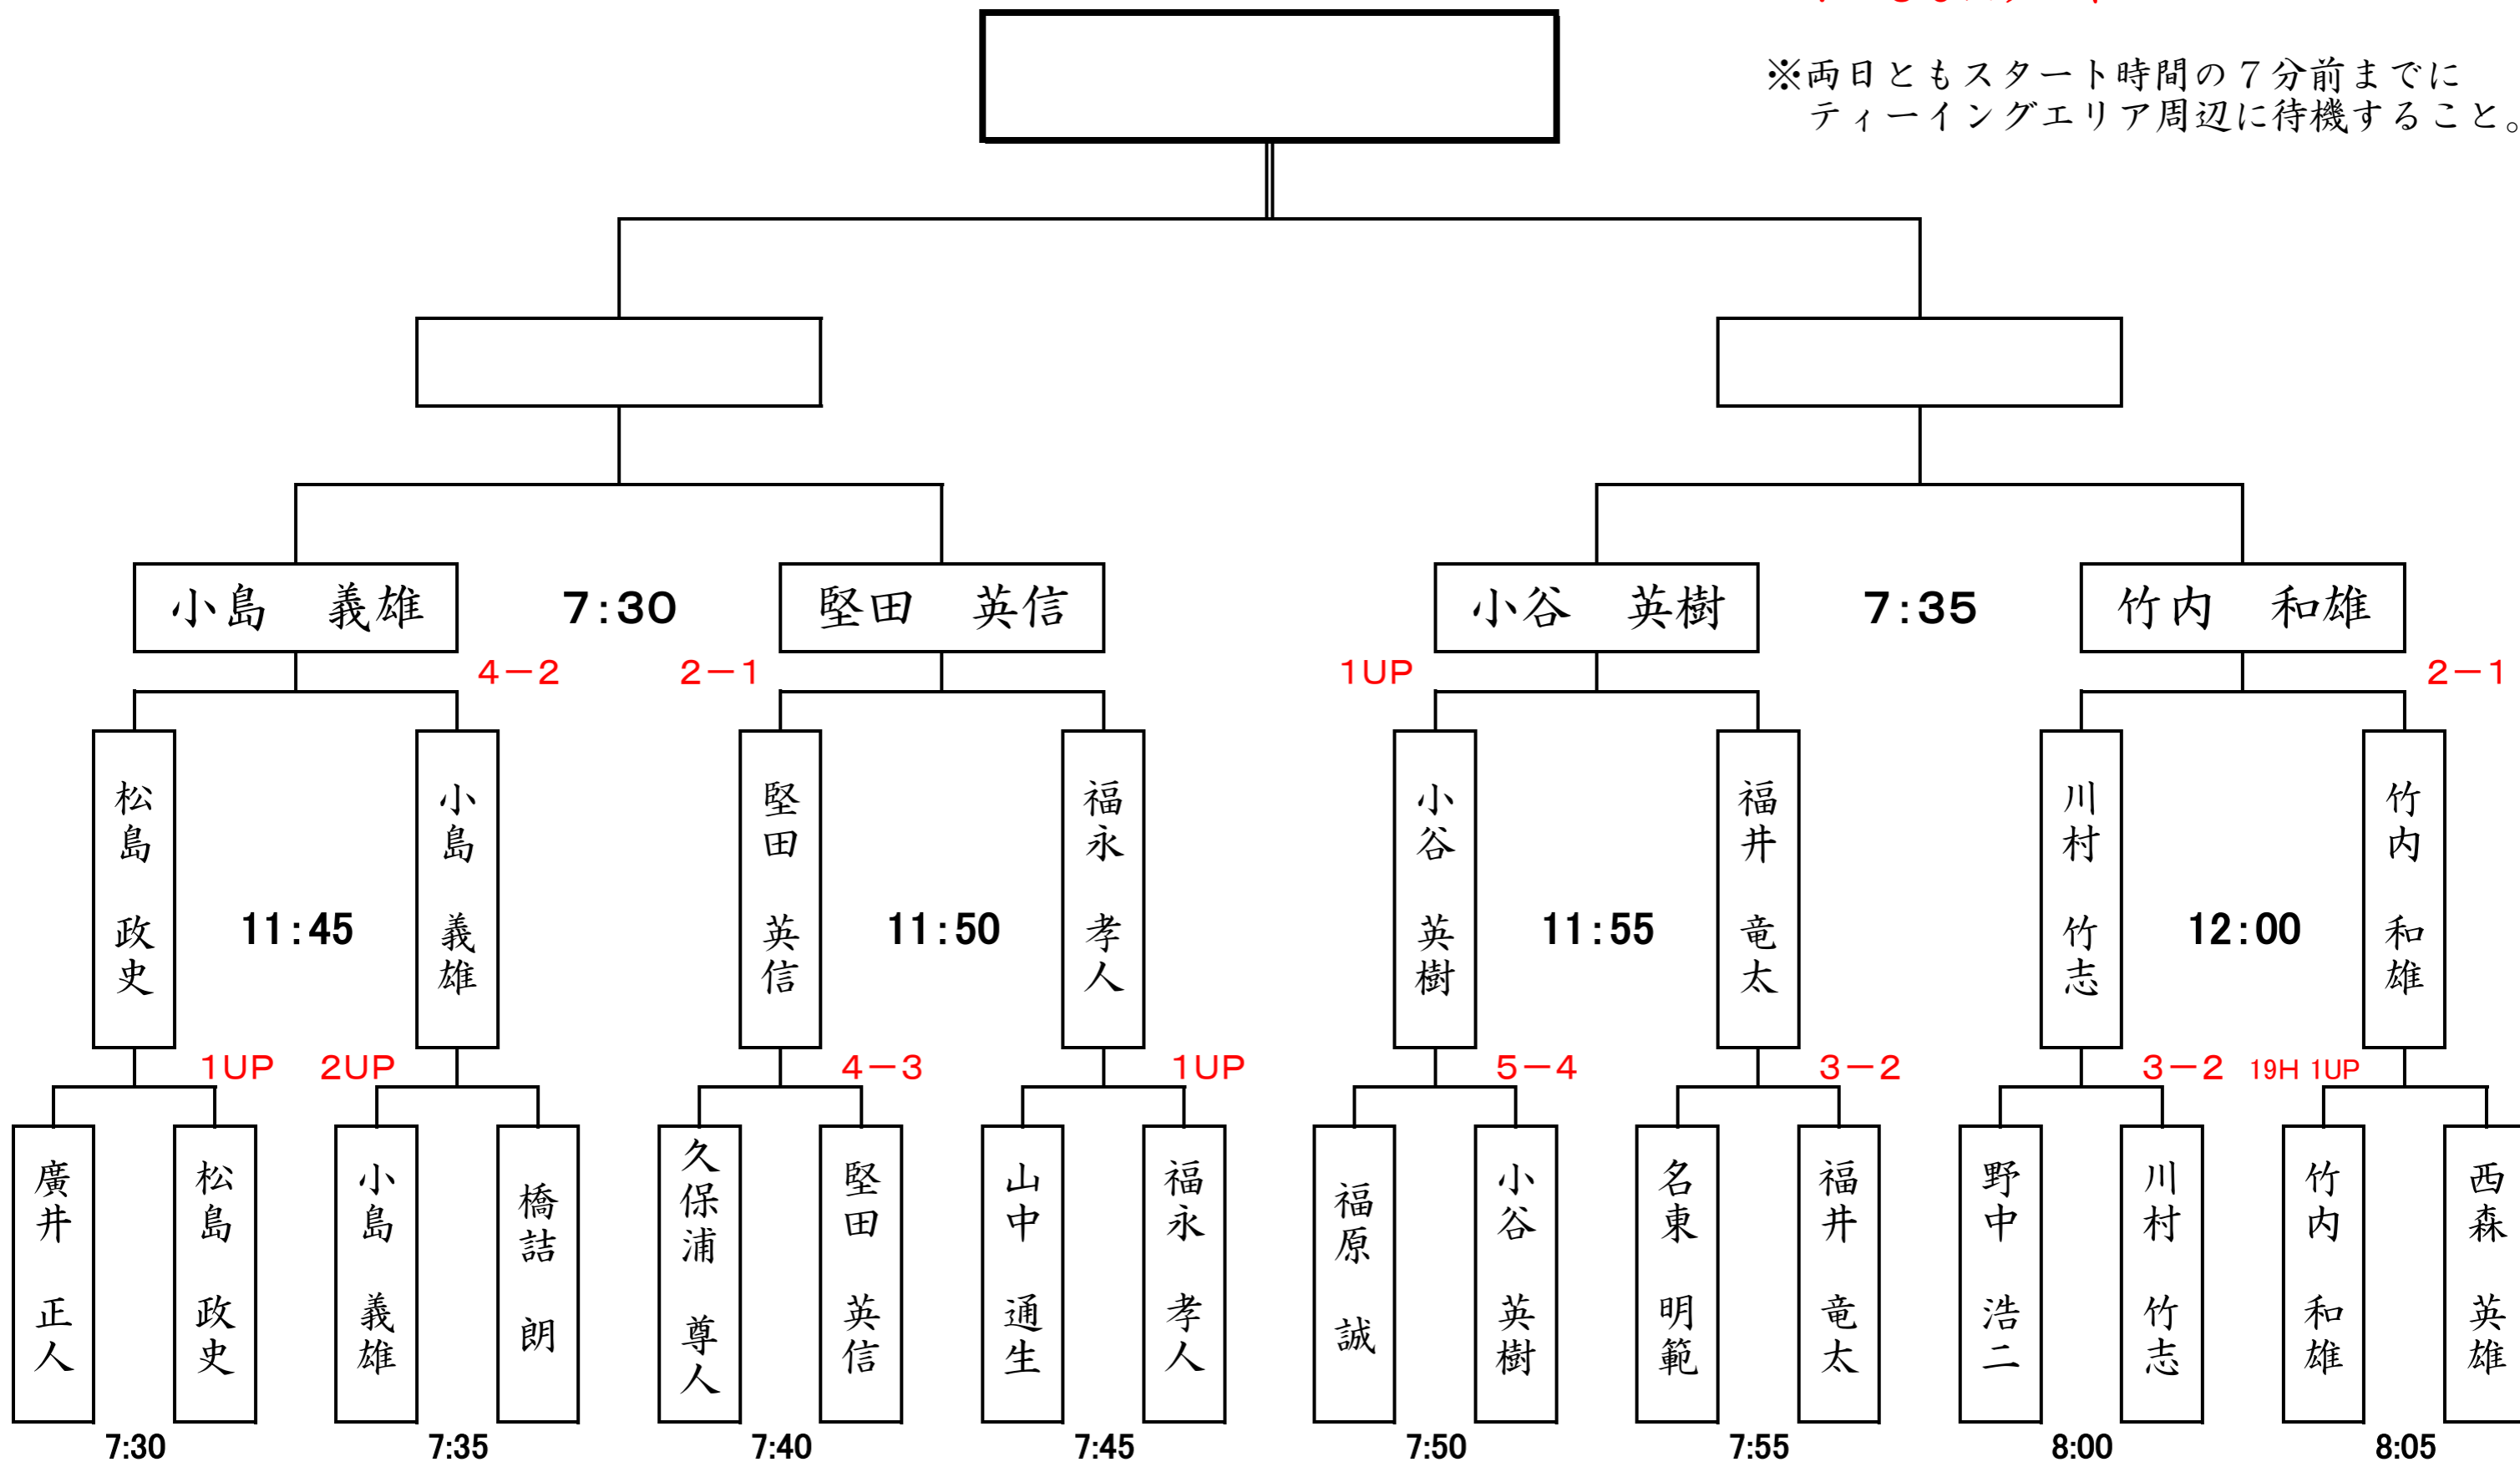 ※両日ともスタート時間の7分前までに
ティーイングエリア周辺に待機すること。
小島 義雄
7:30
堅田 英信
小谷 英樹
7:35
竹内 和雄
4-2
2-1
1UP
2-1
松島 政史
11:45
小島 義雄
堅田 英信
11:50
福永 孝人
小谷 英樹
11:55
福井 竜太
川村 竹志
12:00
竹内 和雄
1UP
2UP
4-3
1UP
5-4
3-2
3-2
19H 1UP
廣井 正人
松島 政史
小島 義雄
橋詰 朗
久保浦 尊人
堅田 英信
山中 通生
福永 孝人
福原 誠
小谷 英樹
名東 明範
福井 竜太
野中 浩二
川村 竹志
竹内 和雄
西森 英雄
7:30
7:35
7:40
7:45
7:50
7:55
8:00
8:05